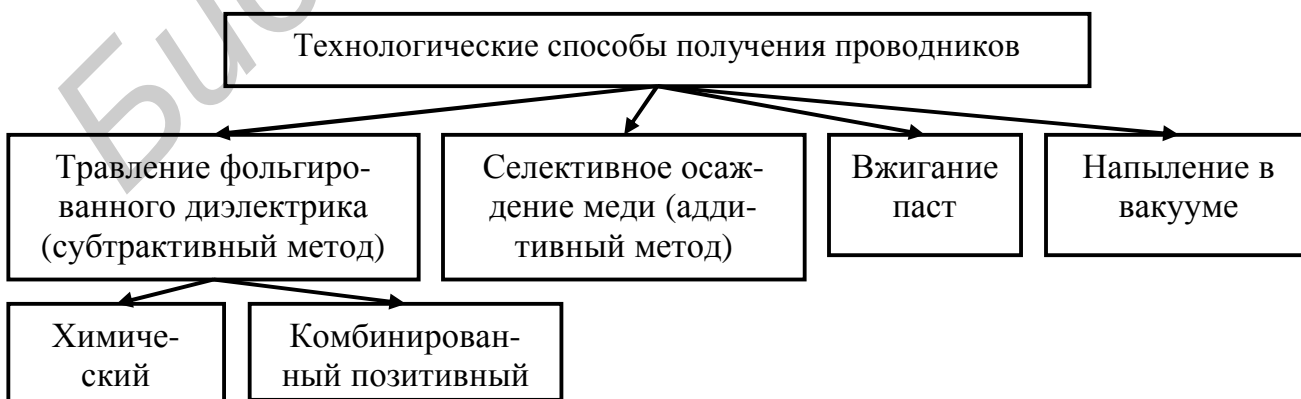 Технологические способы получения проводников
Травление фольгиро-
ванного диэлектрика
(субтрактивный метод)
Селективное осаж-
дение меди (адди-
тивный метод)
Вжигание
паст
Напыление в
вакууме
Химиче-
ский
Комбинирован-
ный позитивный